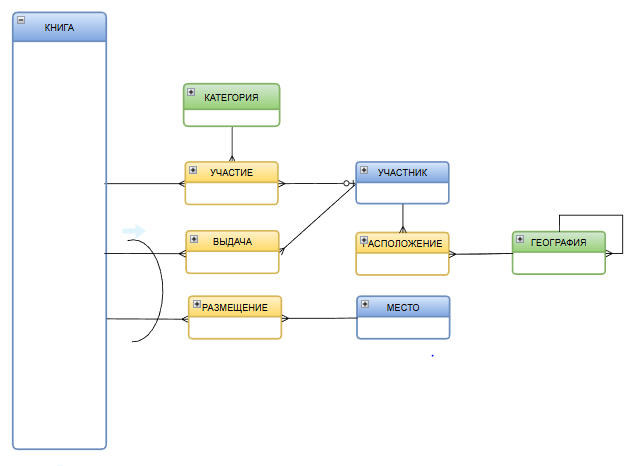 КНИГА
КАТЕГОРИЯ
УЧАСТИЕ
УЧАСТНИК
ВЫДАЧА
РАСПОЛОЖЕНИЕ
ГЕОГРАФИЯ
РАЗМЕЩЕНИЕ
МЕСТО